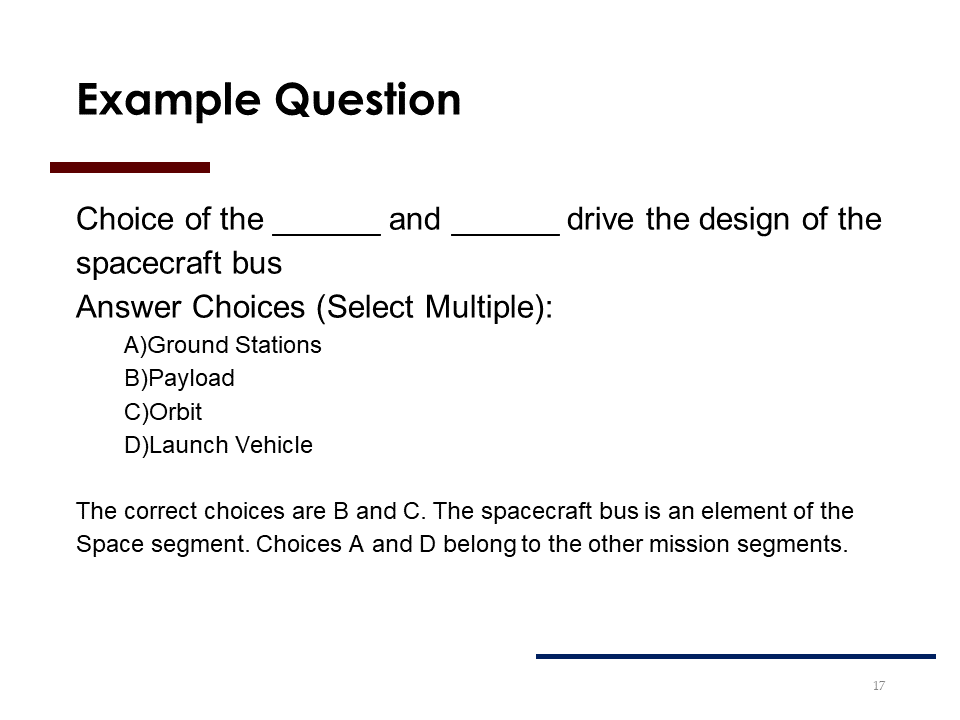 Example Question
Choice of the ______ and ______ drive the design of the
spacecraft bus
Answer Choices (Select Multiple):
A)Ground Stations
B)Payload
C)Orbit
D)Launch Vehicle
The correct choices are B and C. The spacecraft bus is an element of the
Space segment. Choices A and D belong to the other mission segments.
17